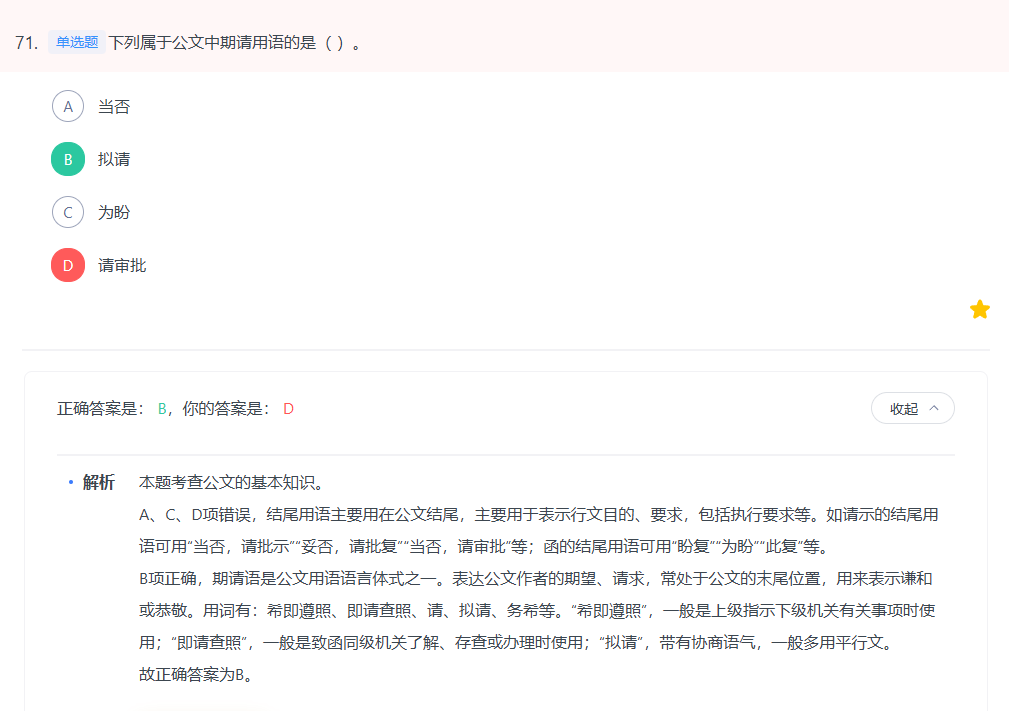 71. 单选题 下列属于公文中期请用语的是（ ）。
A 当否
B 拟请
C 为盼
D 请审批
正确答案是： B，你的答案是： D 收起
解析 本题考查公文的基本知识。
A、C、D项错误，结尾用语主要用在公文结尾，主要用于表示行文目的、要求，包括执行要求等。如请示的结尾用
语可用“当否，请批示”“妥否，请批复”“当否，请审批”等；函的结尾用语可用“盼复”“为盼”“此复”等。
B项正确，期请语是公文用语语言体式之一。表达公文作者的期望、请求，常处于公文的末尾位置，用来表示谦和
或恭敬。用词有：希即遵照、即请查照、请、拟请、务希等。“希即遵照”，一般是上级指示下级机关有关事项时使
用；“即请查照”，一般是致函同级机关了解、存查或办理时使用；“拟请”，带有协商语气，一般多用平行文。
故正确答案为B。